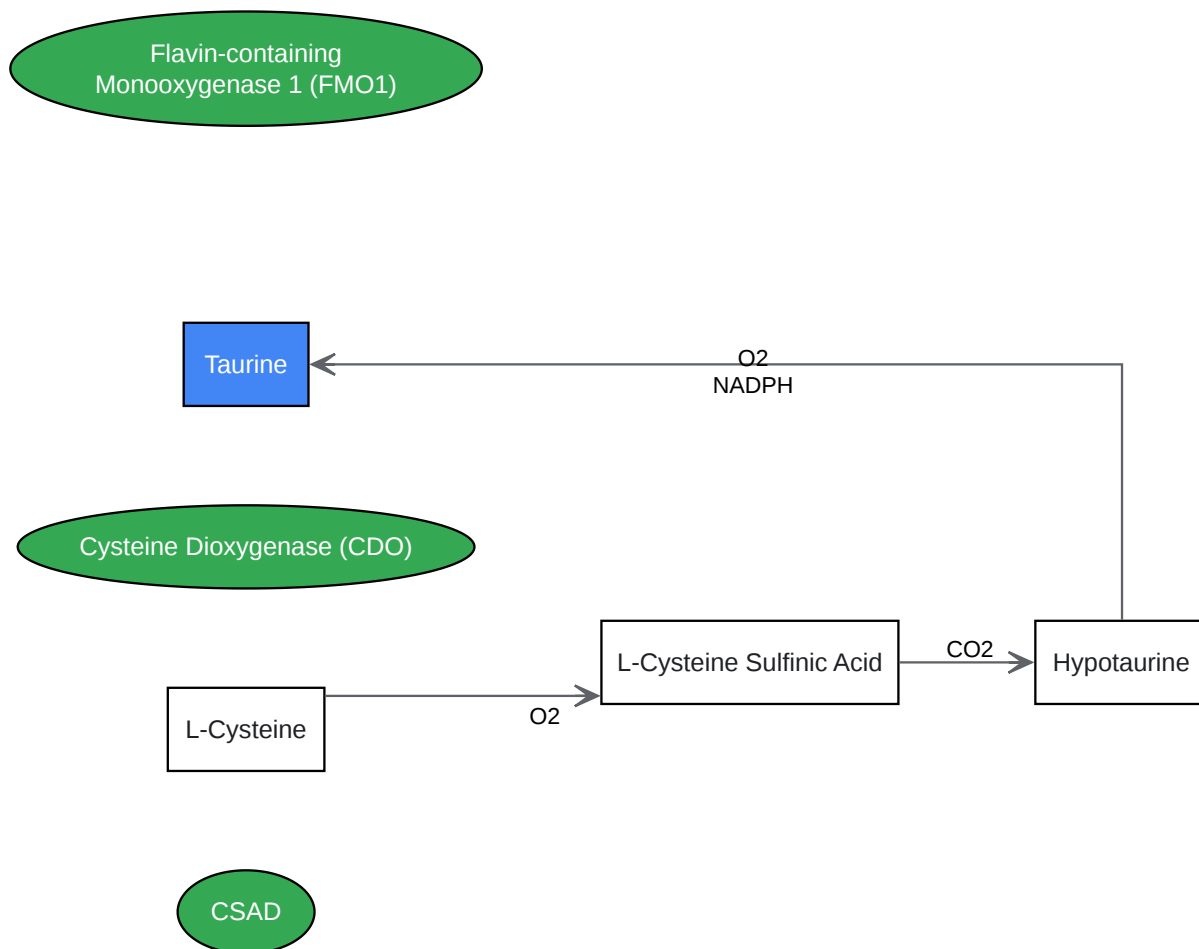 Flavin-containing
Monooxygenase 1 (FMO1)
Taurine
O2
NADPH
Cysteine Dioxygenase (CDO)
L-Cysteine Sulfinic Acid
CO2
Hypotaurine
L-Cysteine
O2
CSAD